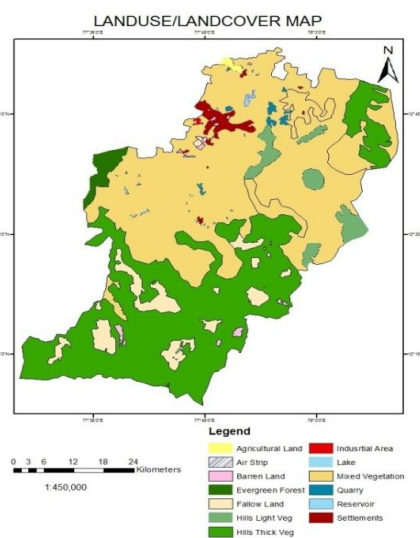 LANDUSE/LANDCOVER MAP
N
Legend
Agricultural Land
Air Strip
Barren Land
Evergreen Forest
Fallow Land
Hills Light Veg
Hills Thick Veg
Indusrtial Area
Lake
Mixed Vegetation
Quarry
Reservoir
Settlements
0 3 6 12 18 24
Kilometers
1:450,000